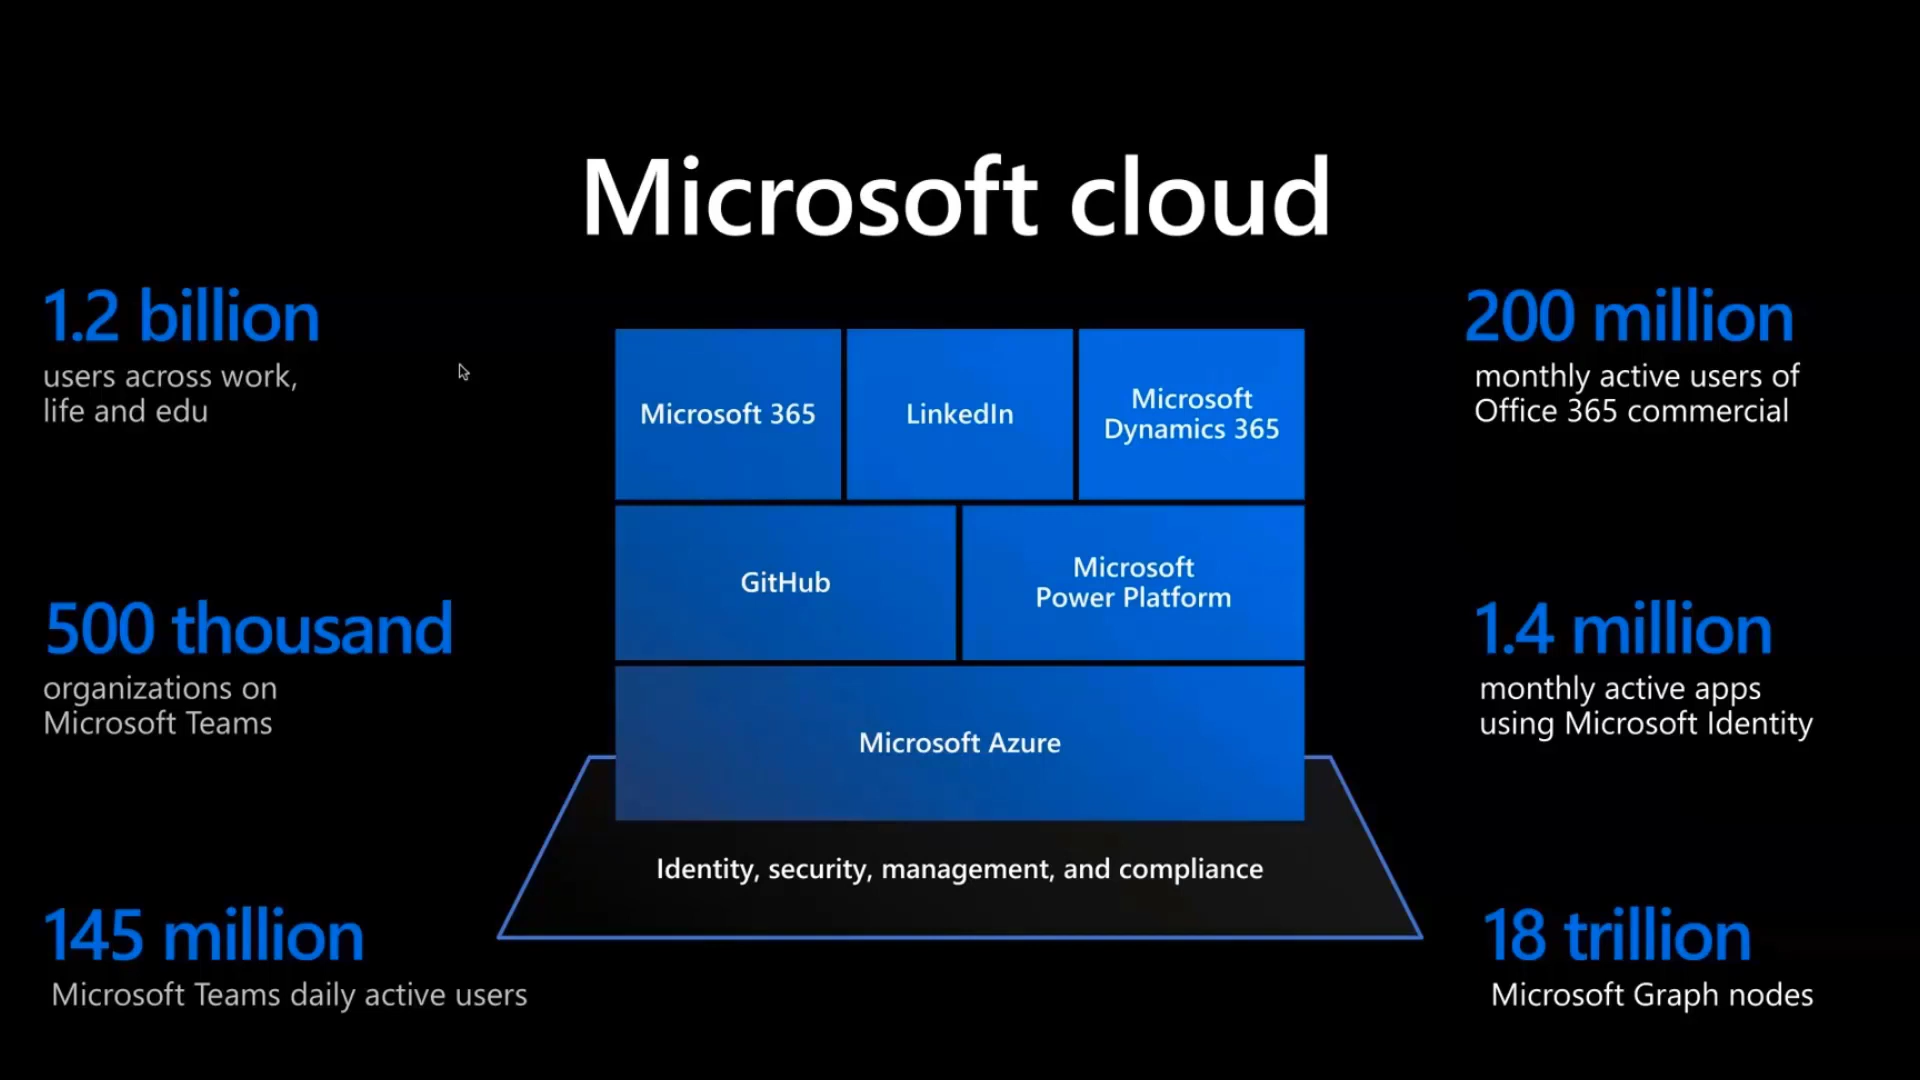 Microsoft cloud
1.2 billion
users across work,
life and edu
500 thousand
organizations on
Microsoft Teams
145 million
Microsoft Teams daily active users
Microsoft 365
LinkedIn
Microsoft
Dynamics 365
GitHub
Microsoft
Power Platform
Microsoft Azure
Identity, security, management, and compliance
200 million
monthly active users of
Office 365 commercial
1.4 million
monthly active apps
using Microsoft Identity
18 trillion
Microsoft Graph nodes